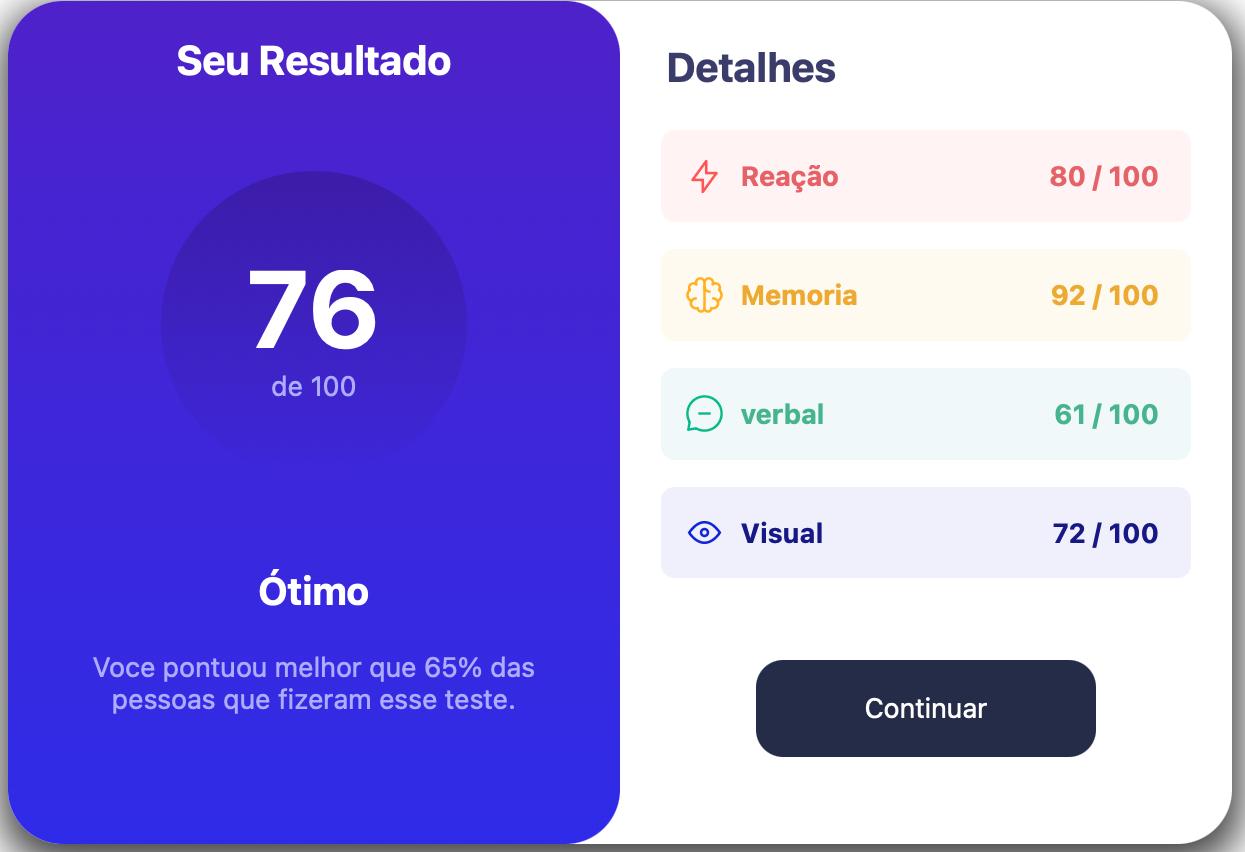 Seu Resultado
76
de 100
Ótimo
Voce pontuou melhor que 65% das
pessoas que fizeram esse teste.
Detalhes
Reação 80 / 100
Memoria 92 / 100
verbal 61 / 100
Visual 72 / 100
Continuar